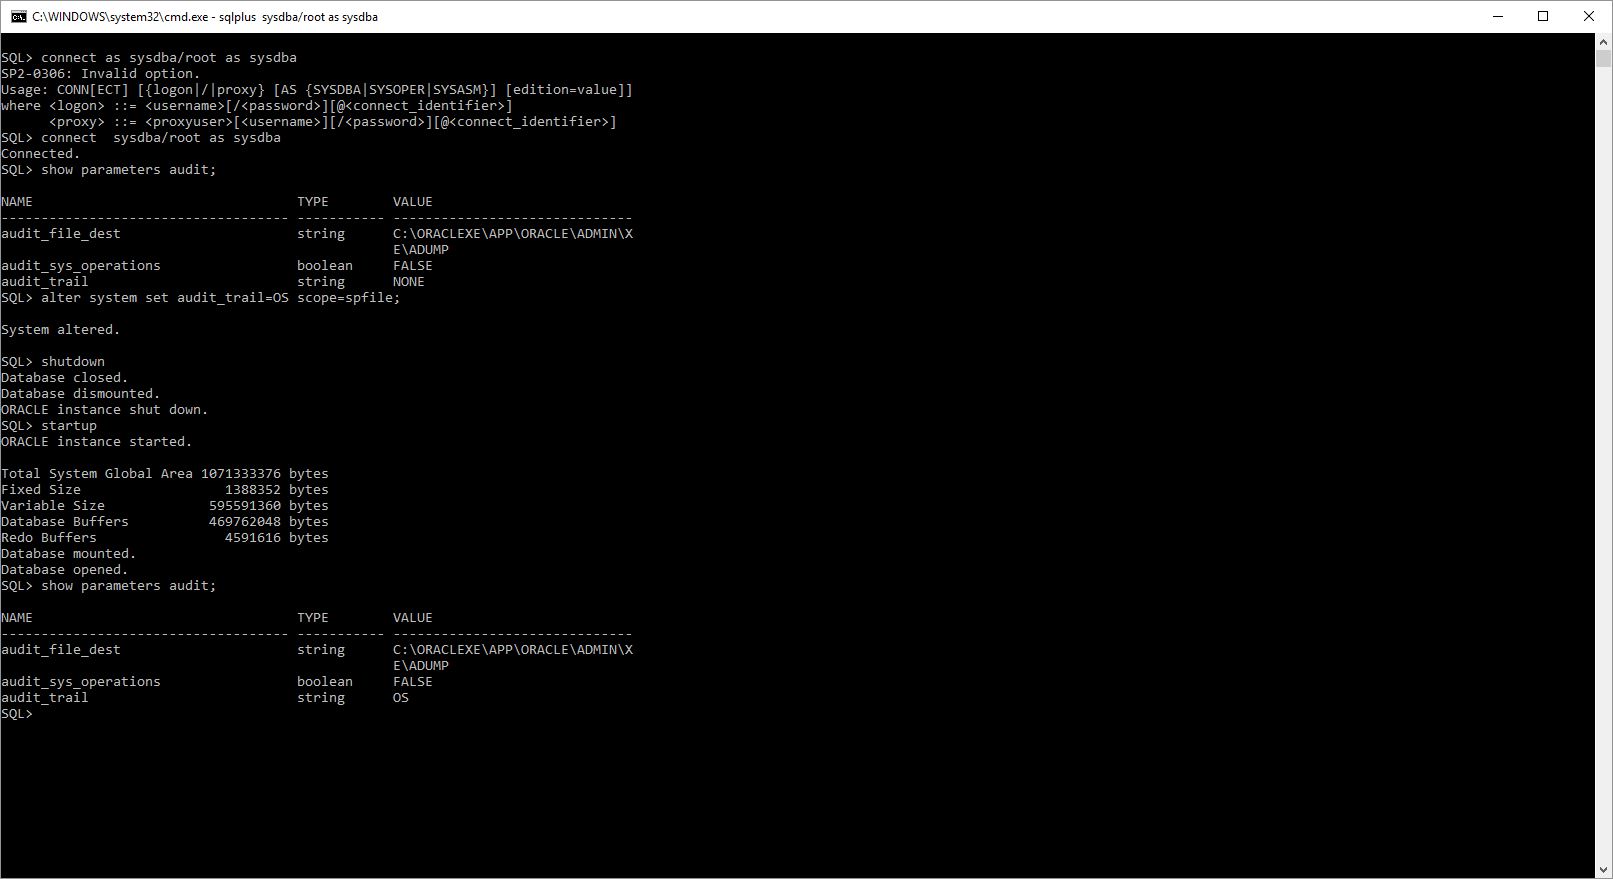 C:\WINDOWS\system32\cmd.exe - sqlplus  sysdba/root as sysdba
SQL> connect as sysdba/root as sysdba
SP2-0306: Invalid option.
Usage: CONN[ECT] [{logon|/|proxy} [AS {SYSDBA|SYSOPER|SYSASM}] [edition=value]]
where <logon> ::= <username>[/<password>][@<connect_identifier>]
      <proxy> ::= <proxyuser>[<username>][/<password>][@<connect_identifier>]
SQL> connect  sysdba/root as sysdba
Connected.
SQL> show parameters audit;
NAME                                 TYPE        VALUE
------------------------------------ ----------- ------------------------------
audit_file_dest                      string      C:\ORACLEXE\APP\ORACLE\ADMIN\X
                                                 E\ADUMP
audit_sys_operations                 boolean     FALSE
audit_trail                          string      NONE
SQL> alter system set audit_trail=OS scope=spfile;
System altered.
SQL> shutdown
Database closed.
Database dismounted.
ORACLE instance shut down.
SQL> startup
ORACLE instance started.
Total System Global Area 1071333376 bytes
Fixed Size                  1388352 bytes
Variable Size             595591360 bytes
Database Buffers          469762048 bytes
Redo Buffers                4591616 bytes
Database mounted.
Database opened.
SQL> show parameters audit;
NAME                                 TYPE        VALUE
------------------------------------ ----------- ------------------------------
audit_file_dest                      string      C:\ORACLEXE\APP\ORACLE\ADMIN\X
                                                 E\ADUMP
audit_sys_operations                 boolean     FALSE
audit_trail                          string      OS
SQL>